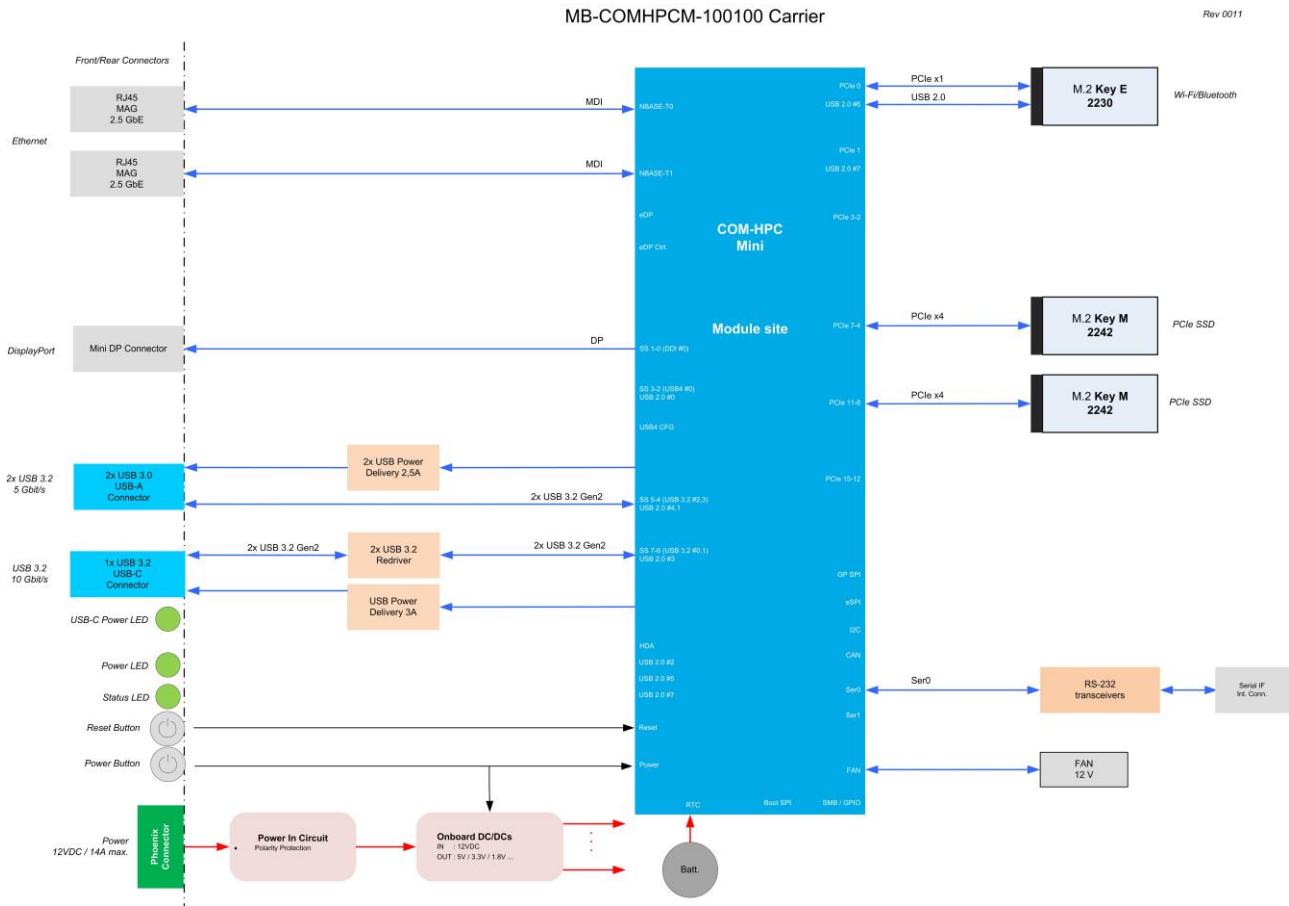 MB-COMHPCM-100100 Carrier
Rev 0011
Front/Rear Connectors
Ethernet
RJ45
MAG
2.5 GbE
MDI
NBASE-T0
RJ45
MAG
2.5 GbE
MDI
NBASE-T1
eDP
eDP Ctrl.
DisplayPort
Mini DP Connector
DP
SS 1-0 (DDI #0)
SS 3-2 (USB4 #0)
USB 2.0 #0
USB4 CFG
2x USB 3.2
5 Gbit/s
2x USB 3.0
USB-A
Connector
2x USB Power
Delivery 2,5A
2x USB 3.2 Gen2
SS 5-4 (USB 3.2 #2,3)
USB 2.0 #4,1
USB 3.2
10 Gbit/s
1x USB 3.2
USB-C
Connector
2x USB 3.2 Gen2
2x USB 3.2
Redriver
2x USB 3.2 Gen2
SS 7-6 (USB 3.2 #0,1)
USB 2.0 #3
USB Power
Delivery 3A
USB-C Power LED
Power LED
Status LED
Reset Button
Power Button
HDA
USB 2.0 #2
USB 2.0 #5
USB 2.0 #7
Reset
Power
COM-HPC
Mini
Module site
PCIe 0
USB 2.0 #6
PCIe 1
USB 2.0 #7
PCIe 3-2
PCIe 7-4
PCIe 11-8
PCIe 15-12
GP SPI
eSPI
I2C
CAN
Ser0
Ser1
FAN
RTC
Boot SPI
SMB / GPIO
PCIe x1
USB 2.0
M.2 Key E
2230
Wi-Fi/Bluetooth
PCIe x4
M.2 Key M
2242
PCIe SSD
PCIe x4
M.2 Key M
2242
PCIe SSD
Ser0
RS-232
transceivers
Serial IF
Int. Conn.
FAN
12 V
Power
12VDC / 14A max.
Phoenix
Connector
Power In Circuit
• Polarity Protection
Onboard DC/DCs
IN : 12VDC
OUT : 5V / 3.3V / 1.8V ...
Batt.